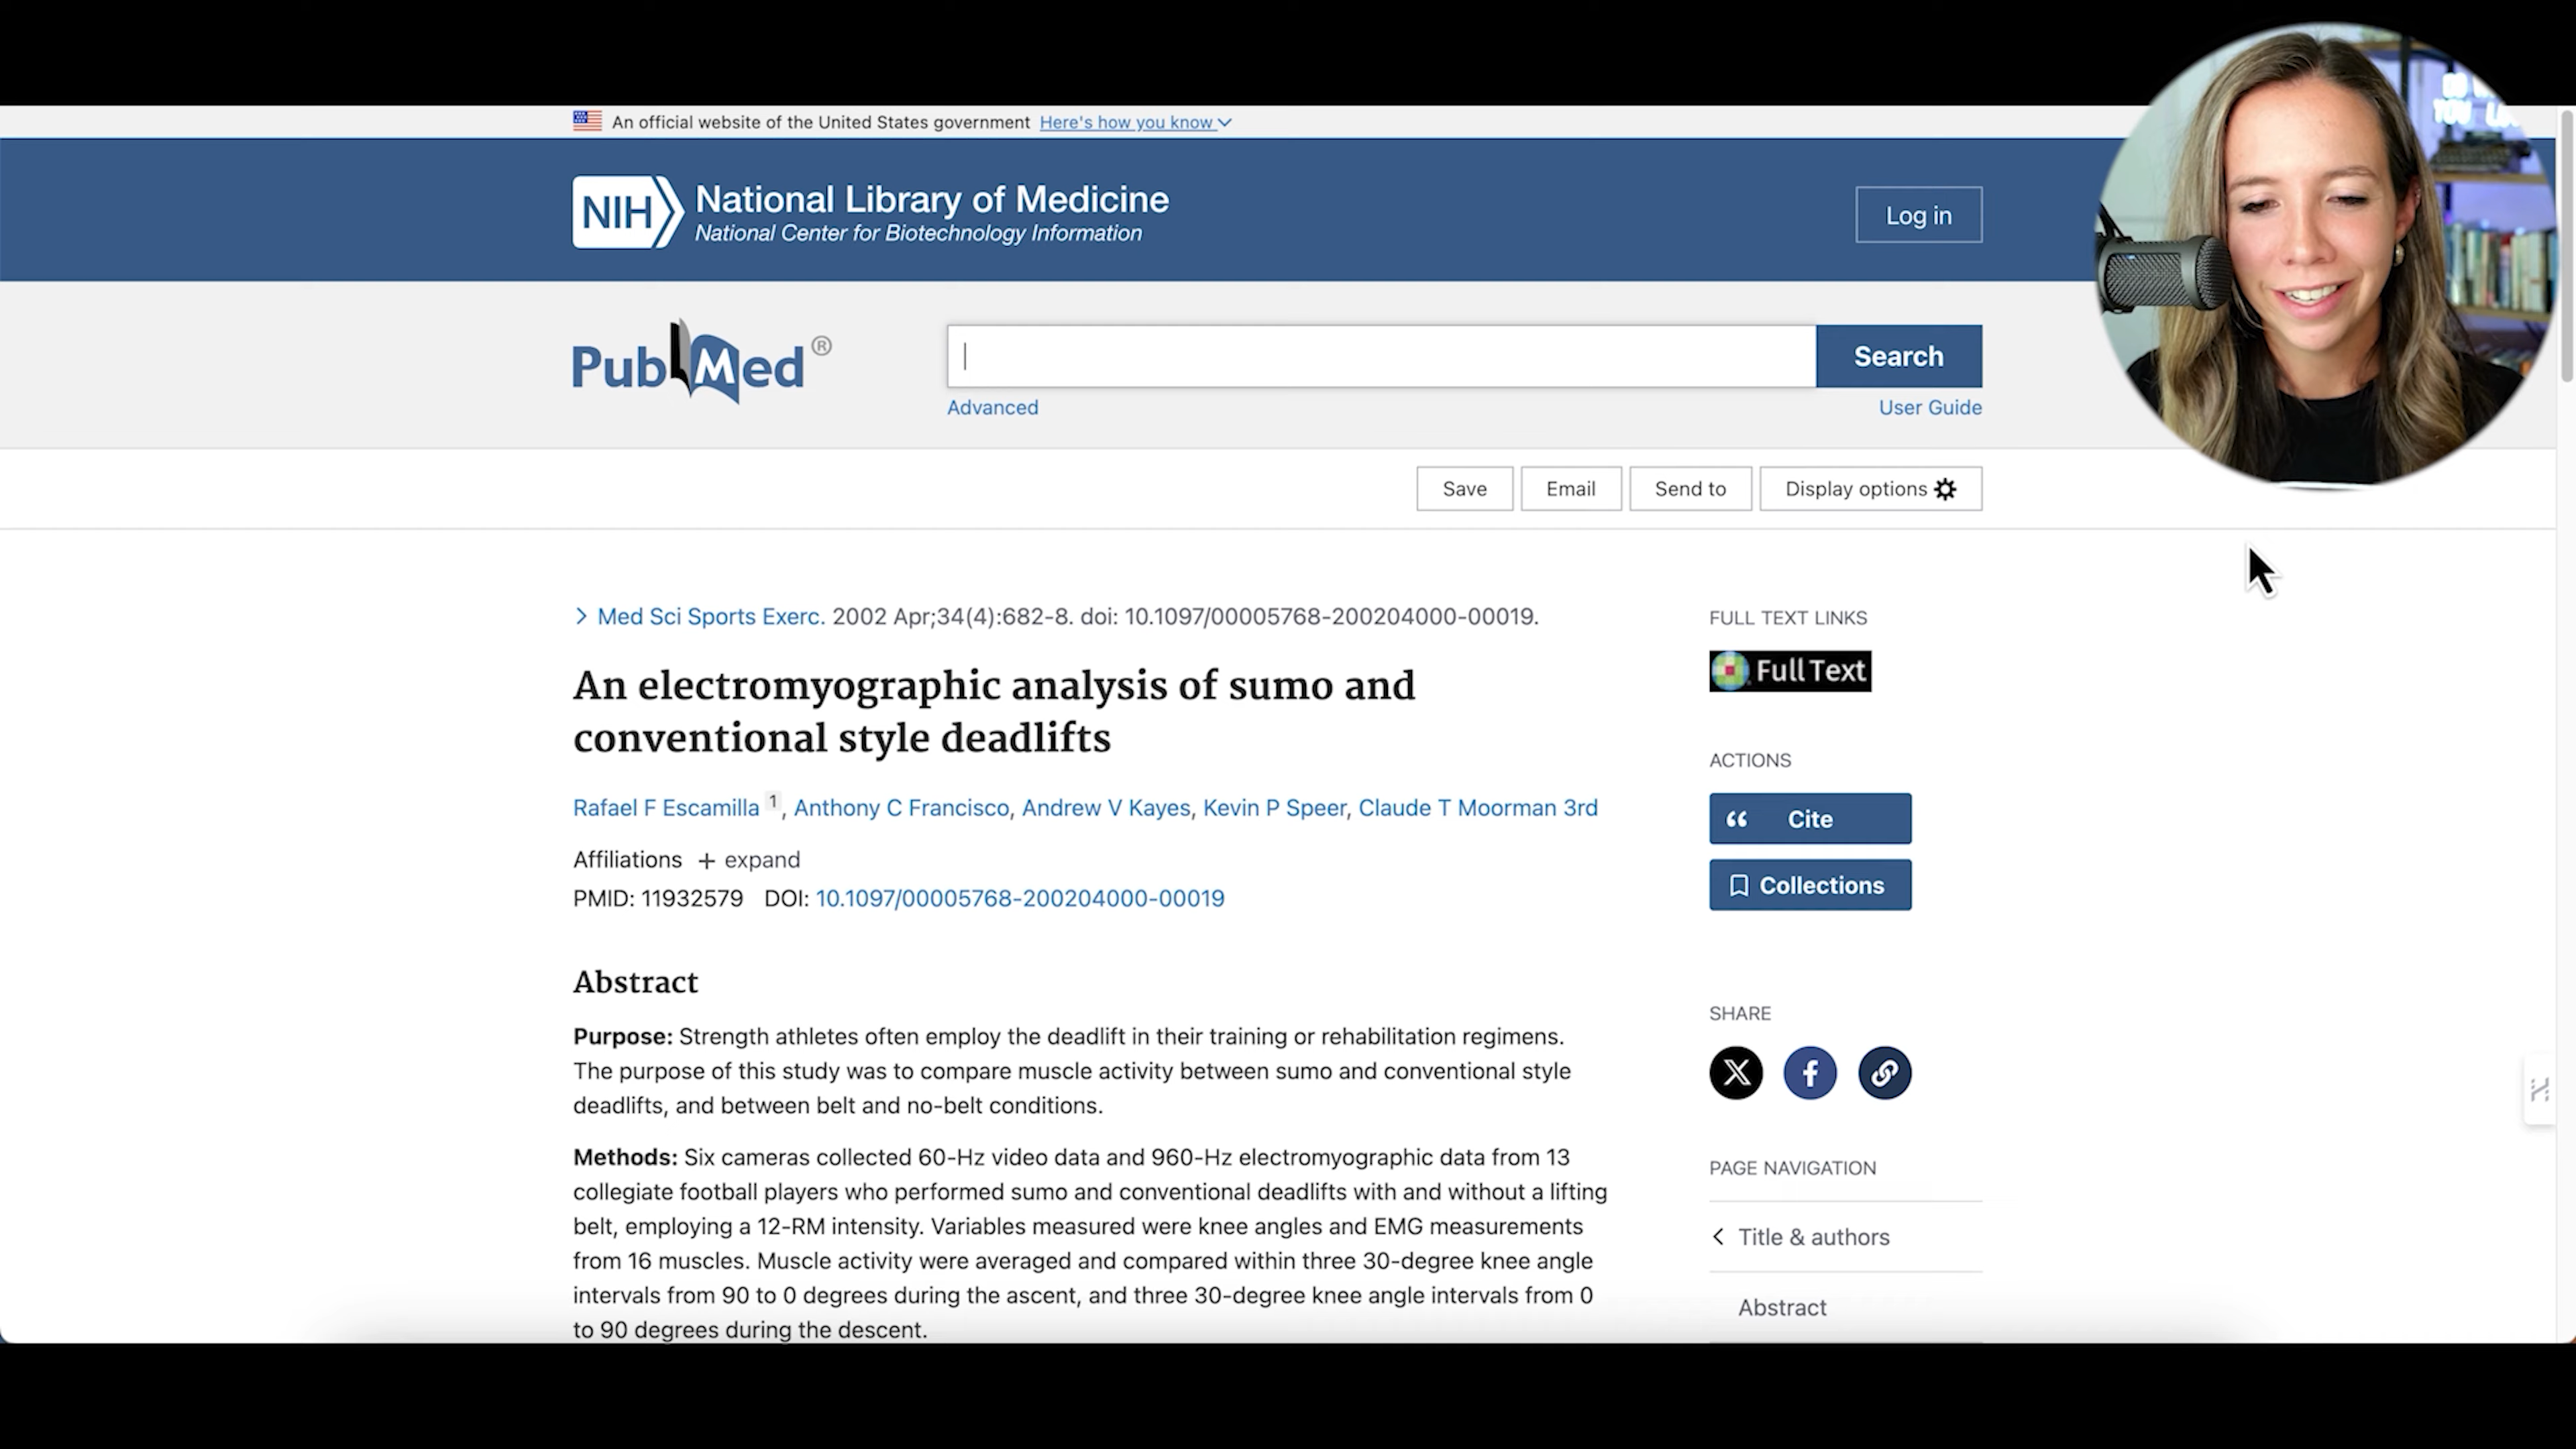 An official website of the United States government Here's how you know
NIH National Library of Medicine
National Center for Biotechnology Information
Log in
PubMed®
Search
Advanced
User Guide
Save Email Send to Display options
Med Sci Sports Exerc. 2002 Apr;34(4):682-8. doi: 10.1097/00005768-200204000-00019.
An electromyographic analysis of sumo and
conventional style deadlifts
Rafael F Escamilla 1, Anthony C Francisco, Andrew V Kayes, Kevin P Speer, Claude T Moorman 3rd
Affiliations + expand
PMID: 11932579 DOI: 10.1097/00005768-200204000-00019
Abstract
Purpose: Strength athletes often employ the deadlift in their training or rehabilitation regimens.
The purpose of this study was to compare muscle activity between sumo and conventional style
deadlifts, and between belt and no-belt conditions.
Methods: Six cameras collected 60-Hz video data and 960-Hz electromyographic data from 13
collegiate football players who performed sumo and conventional deadlifts with and without a lifting
belt, employing a 12-RM intensity. Variables measured were knee angles and EMG measurements
from 16 muscles. Muscle activity were averaged and compared within three 30-degree knee angle
intervals from 90 to 0 degrees during the ascent, and three 30-degree knee angle intervals from 0
to 90 degrees during the descent.
FULL TEXT LINKS
Full Text
ACTIONS
Cite
Collections
SHARE
PAGE NAVIGATION
Title & authors
Abstract